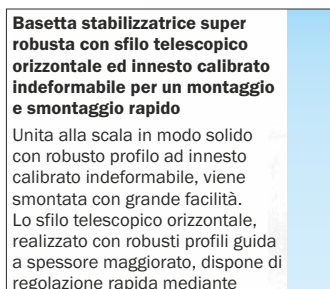 Basetta stabilizzatrice super
robusta con sfilo telescopico
orizzontale ed innesto calibrato
indeformabile per un montaggio
e smontaggio rapido
Unita alla scala in modo solido
con robusto profilo ad innesto
calibrato indeformabile, viene
smontata con grande facilità.
Lo sfilo telescopico orizzontale,
realizzato con robusti profili guida
a spessore maggiorato, dispone di
regolazione rapida mediante